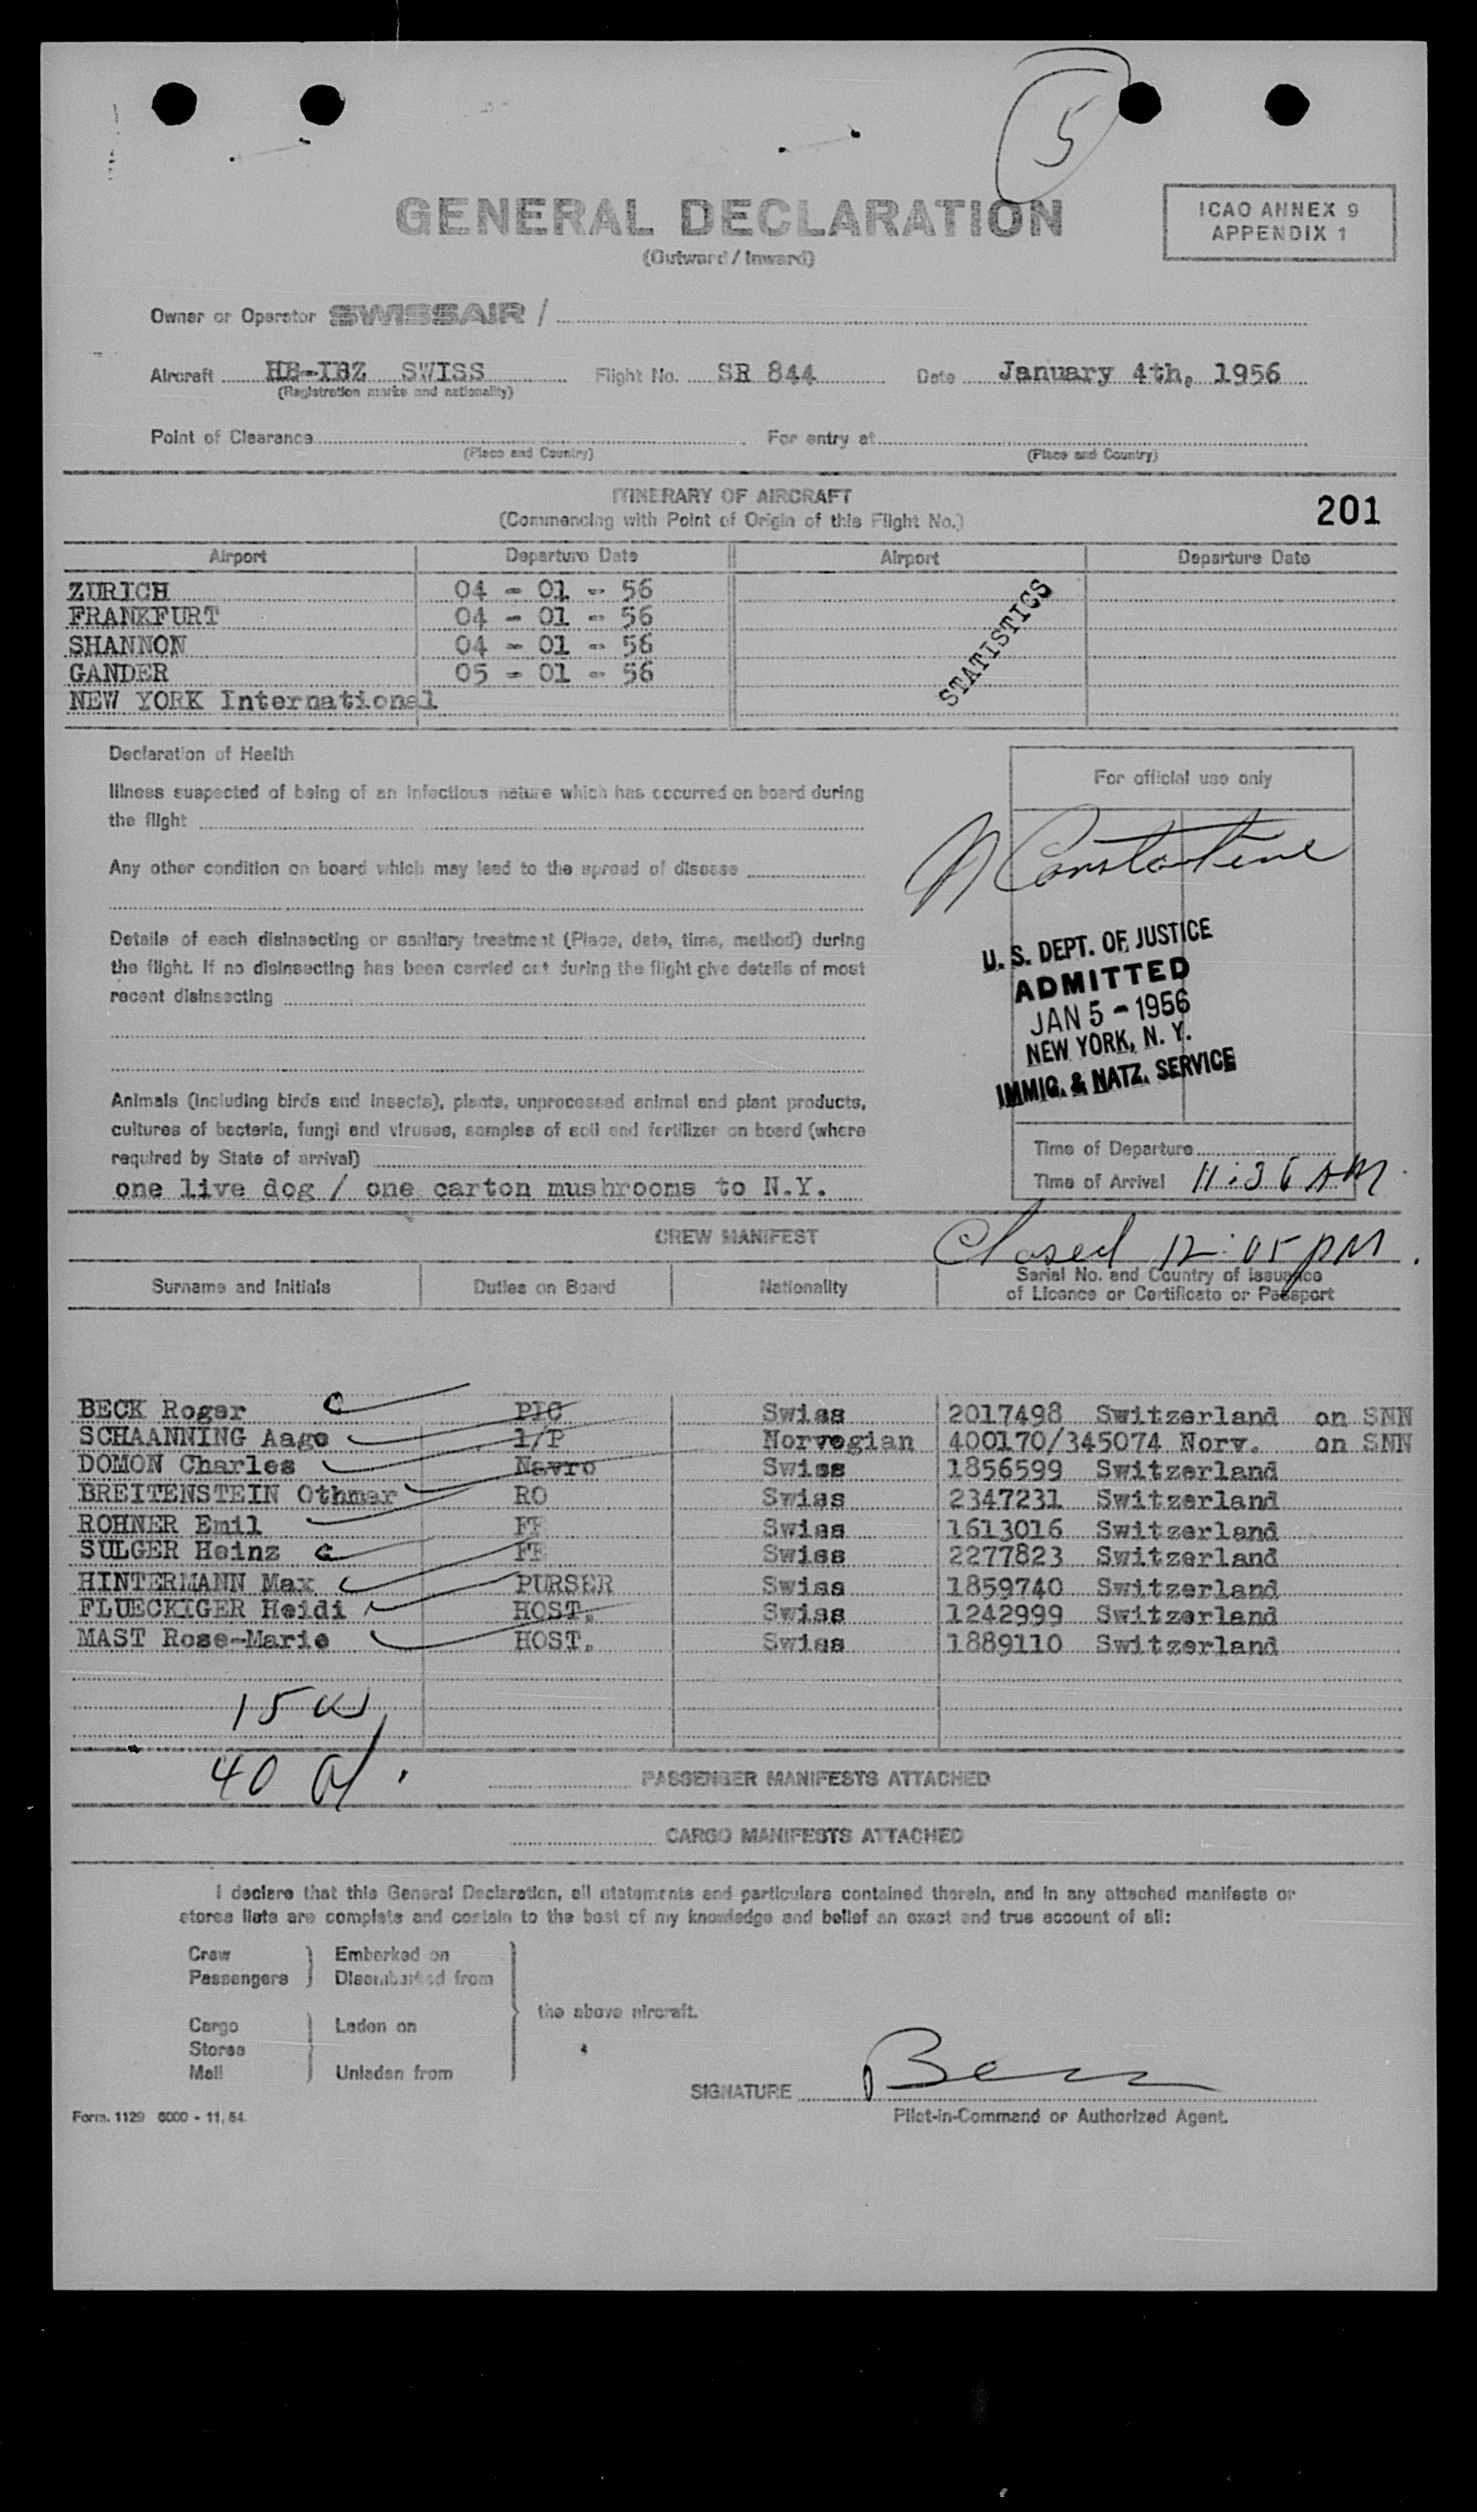 5
GENERAL DECLARATION
(Outward / Inward)
ICAO ANNEX 9
APPENDIX 1
Owner or Operator SWISSAIR /
Aircraft HB-IBZ SWISS Flight No. SR 844 Date January 4th, 1956
(Registration marks and nationality)
Point of Clearance For entry at
(Place and Country) (Place and Country)
ITINERARY OF AIRCRAFT
(Commencing with Point of Origin of this Flight No.)
201
Airport Departure Date Airport Departure Date
ZURICH 04 - 01 - 56
FRANKFURT 04 - 01 - 56
SHANNON 04 - 01 - 56
GANDER 05 - 01 - 56
NEW YORK International
STATISTICS
Declaration of Health
Illness suspected of being of an infectious nature which has occurred on board during
the flight
Any other condition on board which may lead to the spread of disease
Details of each disinsecting or sanitary treatment (Place, date, time, method) during
the flight. If no disinsecting has been carried out during the flight give details of most
recent disinsecting
Animals (including birds and insects), plants, unprocessed animal and plant products,
cultures of bacteria, fungi and viruses, samples of soil and fertilizer on board (where
required by State of arrival)
one live dog / one carton mushrooms to N.Y.
For official use only
N Constantine
U. S. DEPT. OF JUSTICE
ADMITTED
JAN 5 - 1956
NEW YORK, N. Y.
IMMIG. & NATZ. SERVICE
Time of Departure
Time of Arrival 11:36 AM
Closed 12:05 PM
CREW MANIFEST
Surname and Initials Duties on Board Nationality Serial No. and Country of issuance
of Licence or Certificate or Passport
BECK Roger PIC Swiss 2017498 Switzerland on SNN
SCHAANNING Aage 1/P Norvegian 400170/345074 Norv. on SNN
DOMON Charles Navro Swiss 1856599 Switzerland
BREITENSTEIN Othmar RO Swiss 2347231 Switzerland
ROHNER Emil FE Swiss 1613016 Switzerland
SULGER Heinz FE Swiss 2277823 Switzerland
HINTERMANN Max PURSER Swiss 1859740 Switzerland
FLUECKIGER Heidi HOST. Swiss 1242999 Switzerland
MAST Rose-Marie HOST. Swiss 1889110 Switzerland
15
40
PASSENGER MANIFESTS ATTACHED
CARGO MANIFESTS ATTACHED
I declare that this General Declaration, all statements and particulars contained therein, and in any attached manifests or
stores lists are complete and contain to the best of my knowledge and belief an exact and true account of all:
Crew Embarked on
Passengers Disembarked from
the above aircraft.
Cargo Laden on
Stores
Mail Unladen from
SIGNATURE
Pilot-in-Command or Authorized Agent.
Form. 1129 6000 - 11. 54.